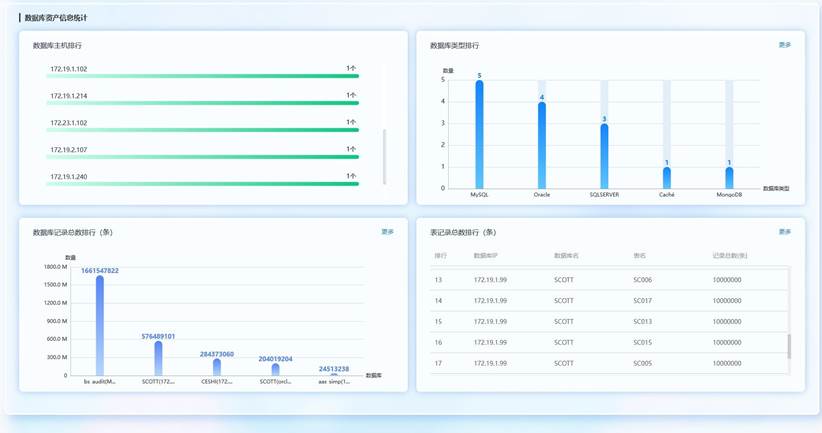 数据库资产信息统计
数据库主机排行
172.19.1.102 1个
172.19.1.214 1个
172.23.1.102 1个
172.19.2.107 1个
172.19.1.240 1个
数据库类型排行 更多
数量
5
4
3
2
1
0
5
4
3
1
1
MySQL Oracle SQLSERVER Caché MongoDB
数据库类型
数据库记录总数排行（条） 更多
数量
1800.0 M
1500.0 M
1200.0 M
900.0 M
600.0 M
300.0 M
0
1661547822
576489101
284373060
204019204
24513238
bs_audit(M... SCOTT(172.... CESHI(172.... SCOTT(orcl... aas_simp(1...
数据库
表记录总数排行（条） 更多
排行 数据库IP 数据库名 表名 记录总数(条)
13 172.19.1.99 SCOTT SC006 10000000
14 172.19.1.99 SCOTT SC017 10000000
15 172.19.1.99 SCOTT SC013 10000000
16 172.19.1.99 SCOTT SC015 10000000
17 172.19.1.99 SCOTT SC005 10000000